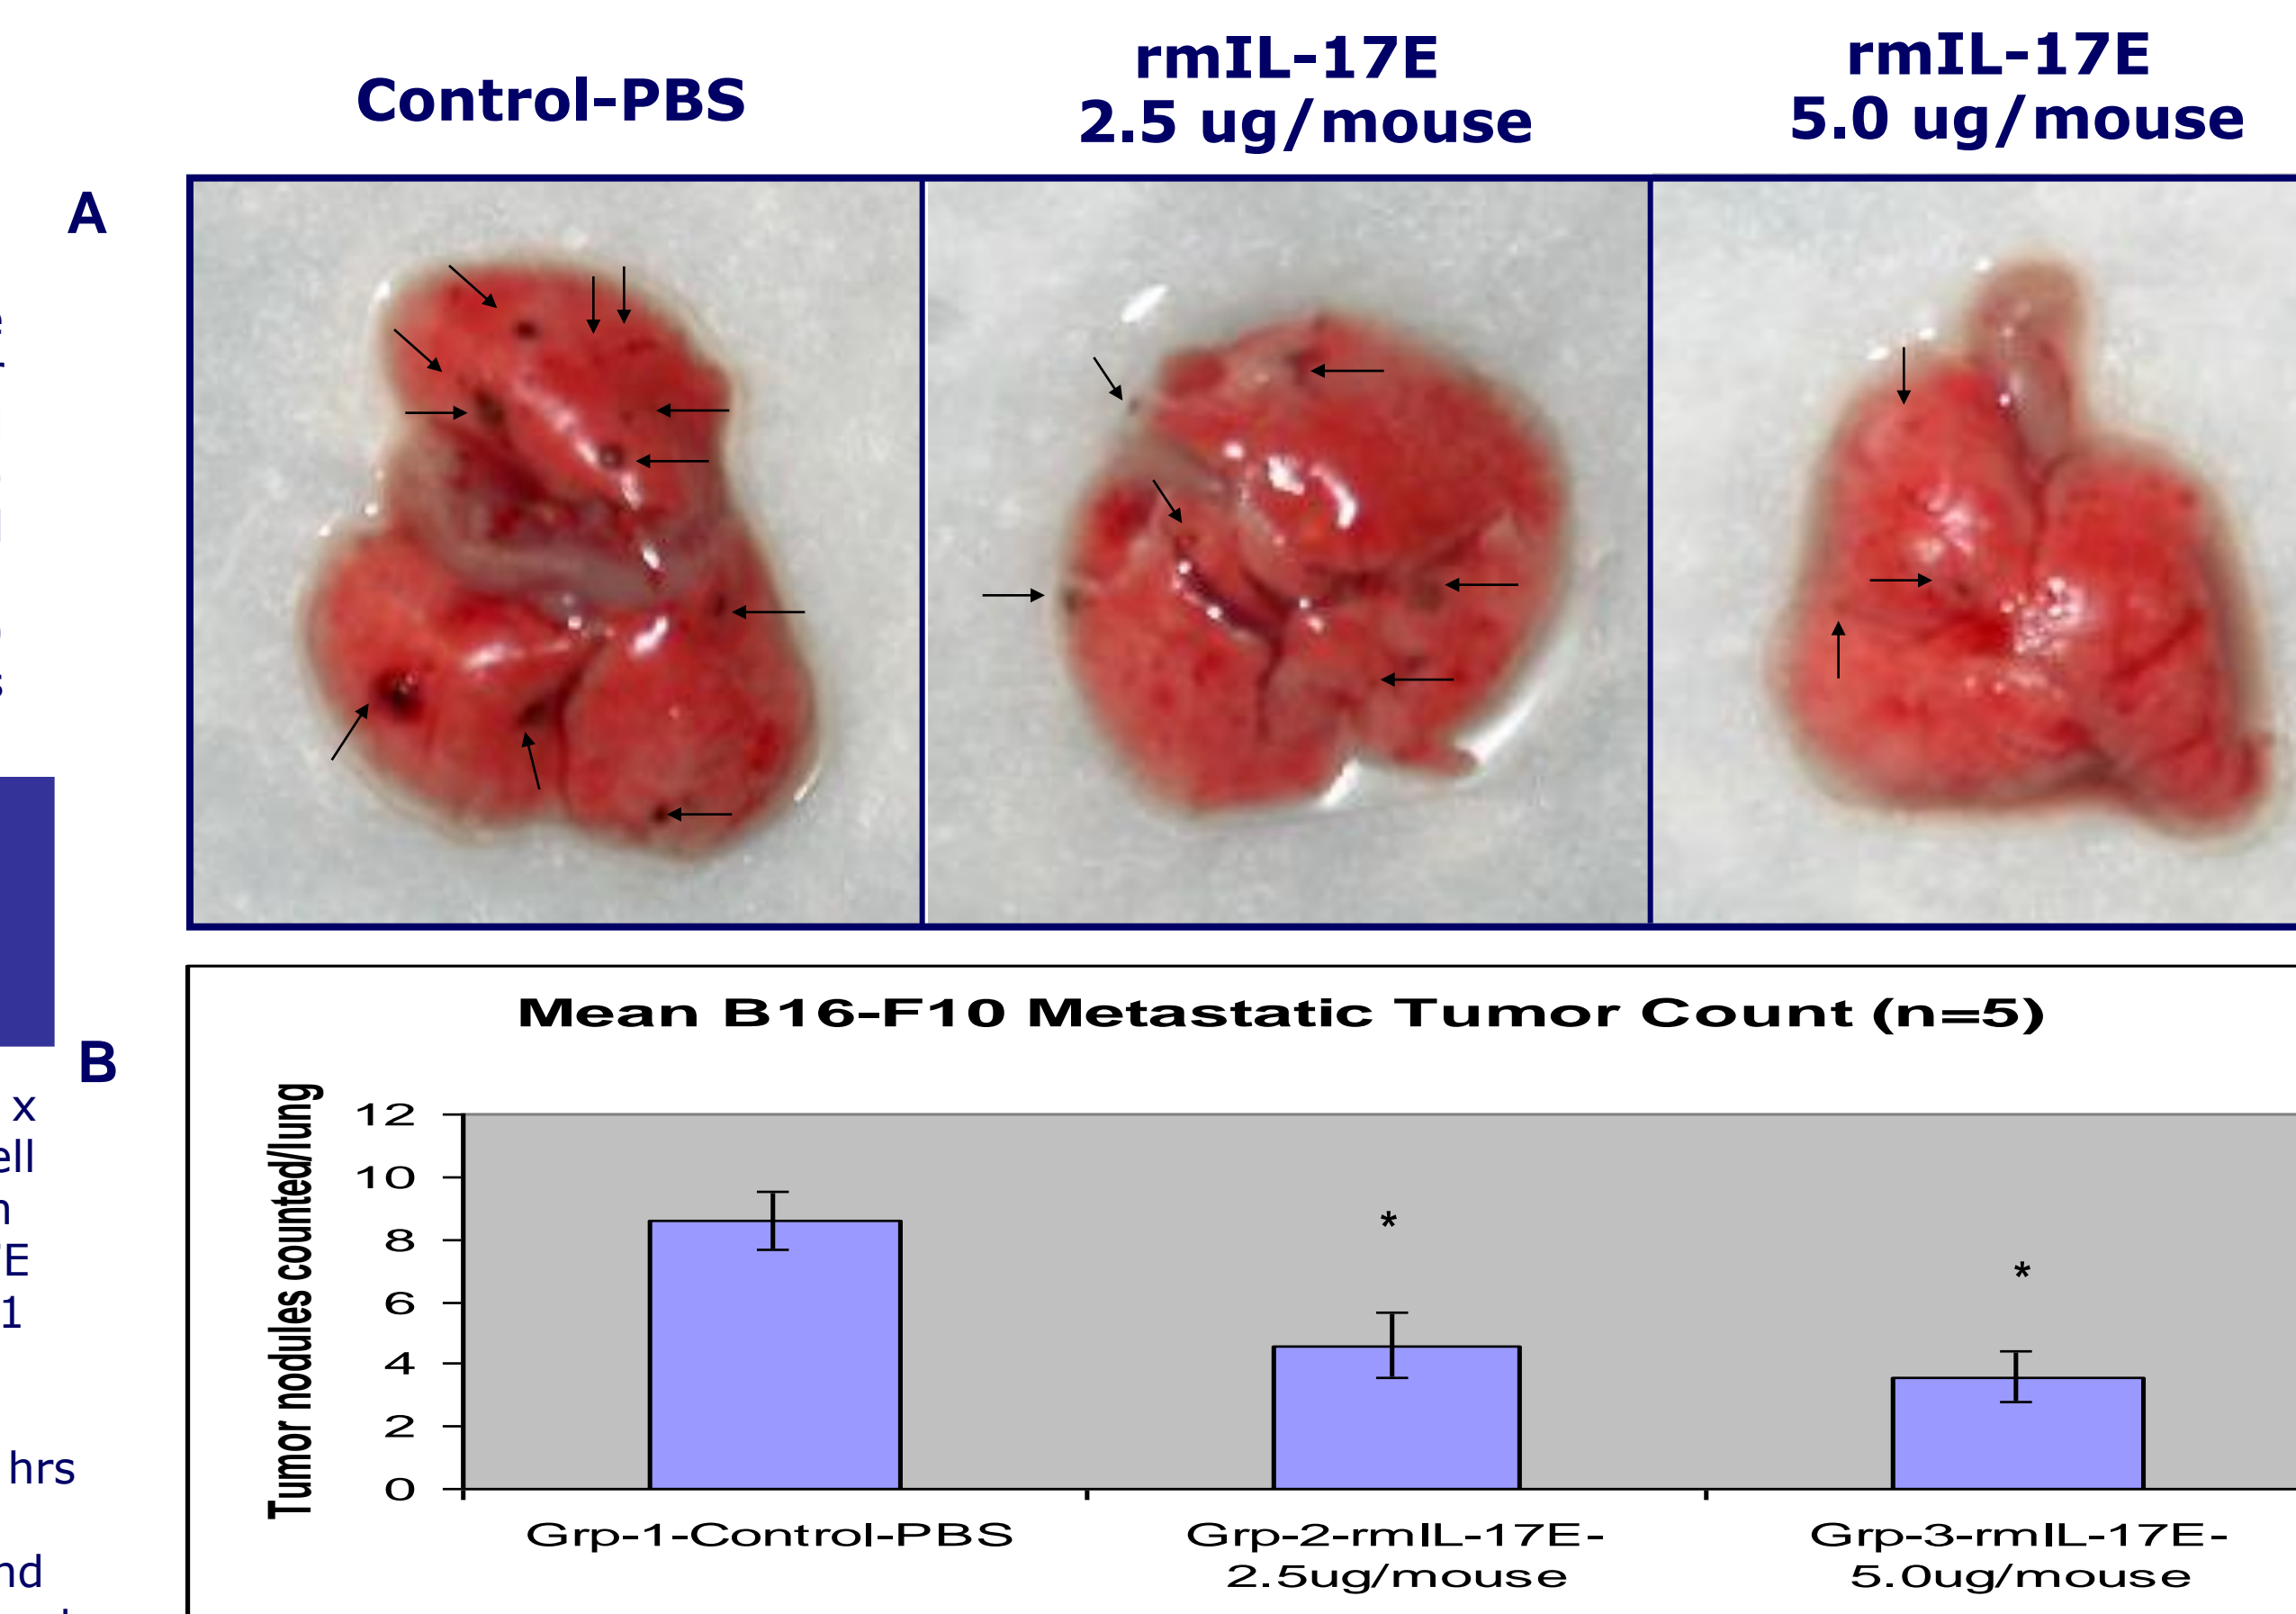 Control-PBS
rmIL-17E
2.5 ug/mouse
rmIL-17E
5.0 ug/mouse
A
B
x
ell
hrs
nd
Mean B16-F10 Metastatic Tumor Count (n=5)
Tumor nodules counted/lung
12
10
8
6
4
2
0
*
*
Grp-1-Control-PBS
Grp-2-rmIL-17E-
2.5ug/mouse
Grp-3-rmIL-17E-
5.0ug/mouse